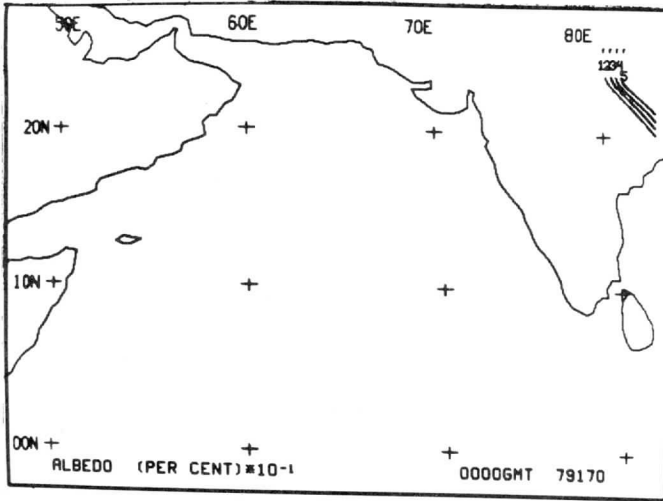 50E 60E 70E 80E
1234
5
20N
10N
00N
ALBEDO (PER CENT)*10-1 0000GMT 79170